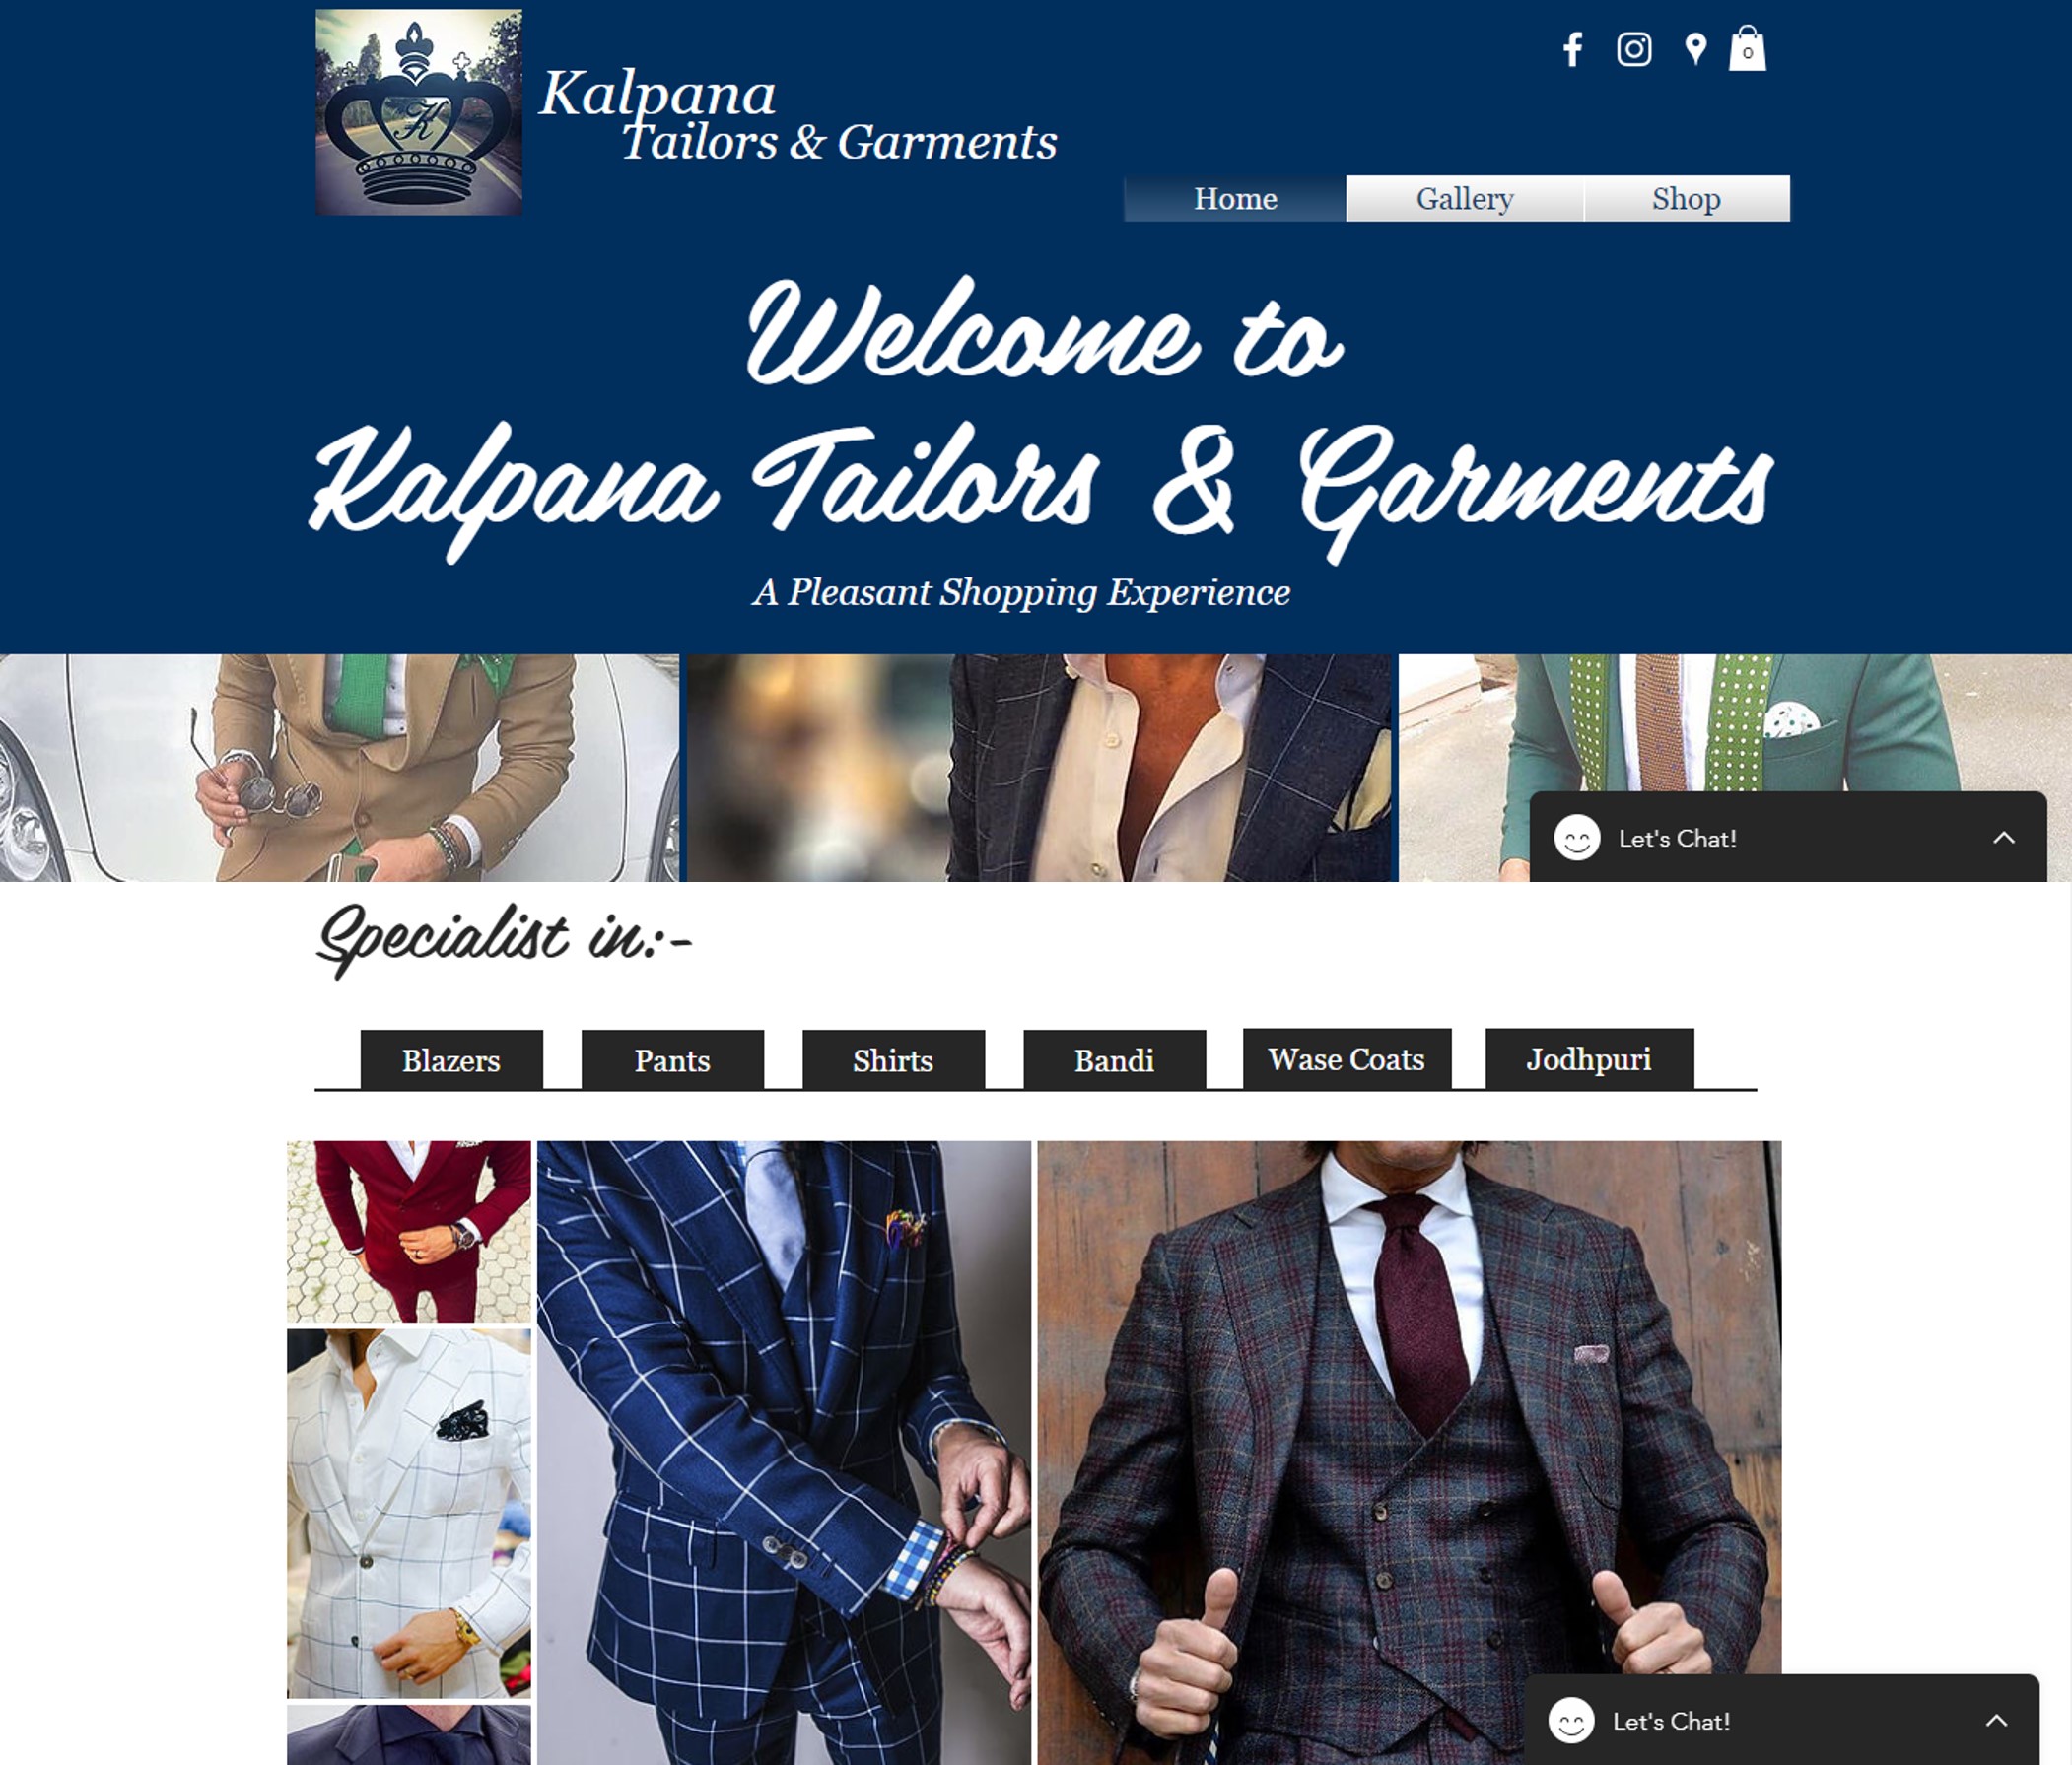 K
Kalpana
Tailors & Garments
0
Home Gallery Shop
Welcome to
Kalpana Tailors & Garments
A Pleasant Shopping Experience
Let's Chat!
Specialist in:-
Blazers Pants Shirts Bandi Wase Coats Jodhpuri
Let's Chat!